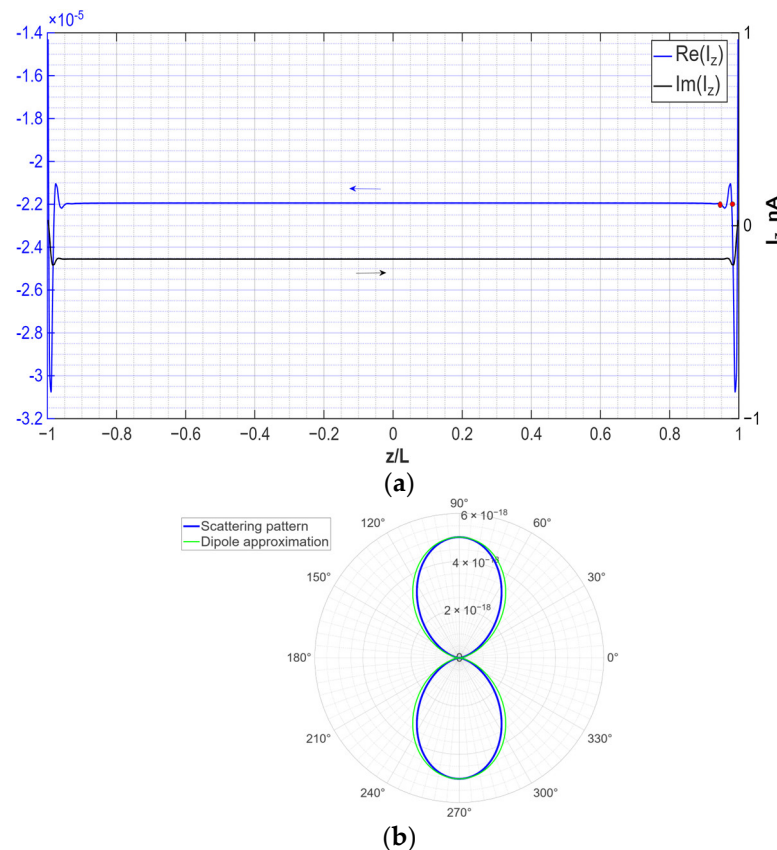 ×10⁻⁵
-1.4
-1.6
-1.8
-2
-2.2
-2.4
-2.6
-2.8
-3
-3.2
1
0
-1
Re(I_z)
Im(I_z)
-1 -0.8 -0.6 -0.4 -0.2 0 0.2 0.4 0.6 0.8 1
z/L
(a)
Scattering pattern
Dipole approximation
90°
120° 60°
150° 30°
180° 0°
210° 330°
240° 300°
270°
6 × 10⁻¹⁸
2 × 10⁻¹⁸
0
(b)